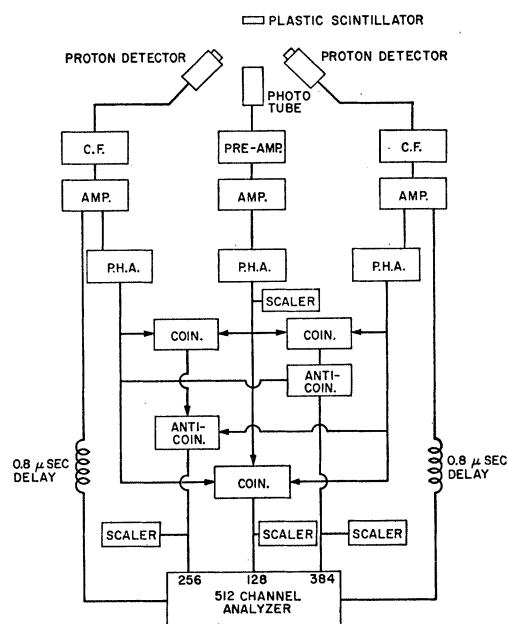 PLASTIC SCINTILLATOR
PROTON DETECTOR
PROTON DETECTOR
PHOTO
TUBE
C.F.
PRE-AMP.
C.F.
AMP.
AMP.
AMP.
P.H.A.
P.H.A.
P.H.A.
SCALER
COIN.
COIN.
ANTI-
COIN.
ANTI-
COIN.
0.8 μ SEC
DELAY
0.8 μ SEC
DELAY
COIN.
SCALER
SCALER
SCALER
256
128
384
512 CHANNEL
ANALYZER